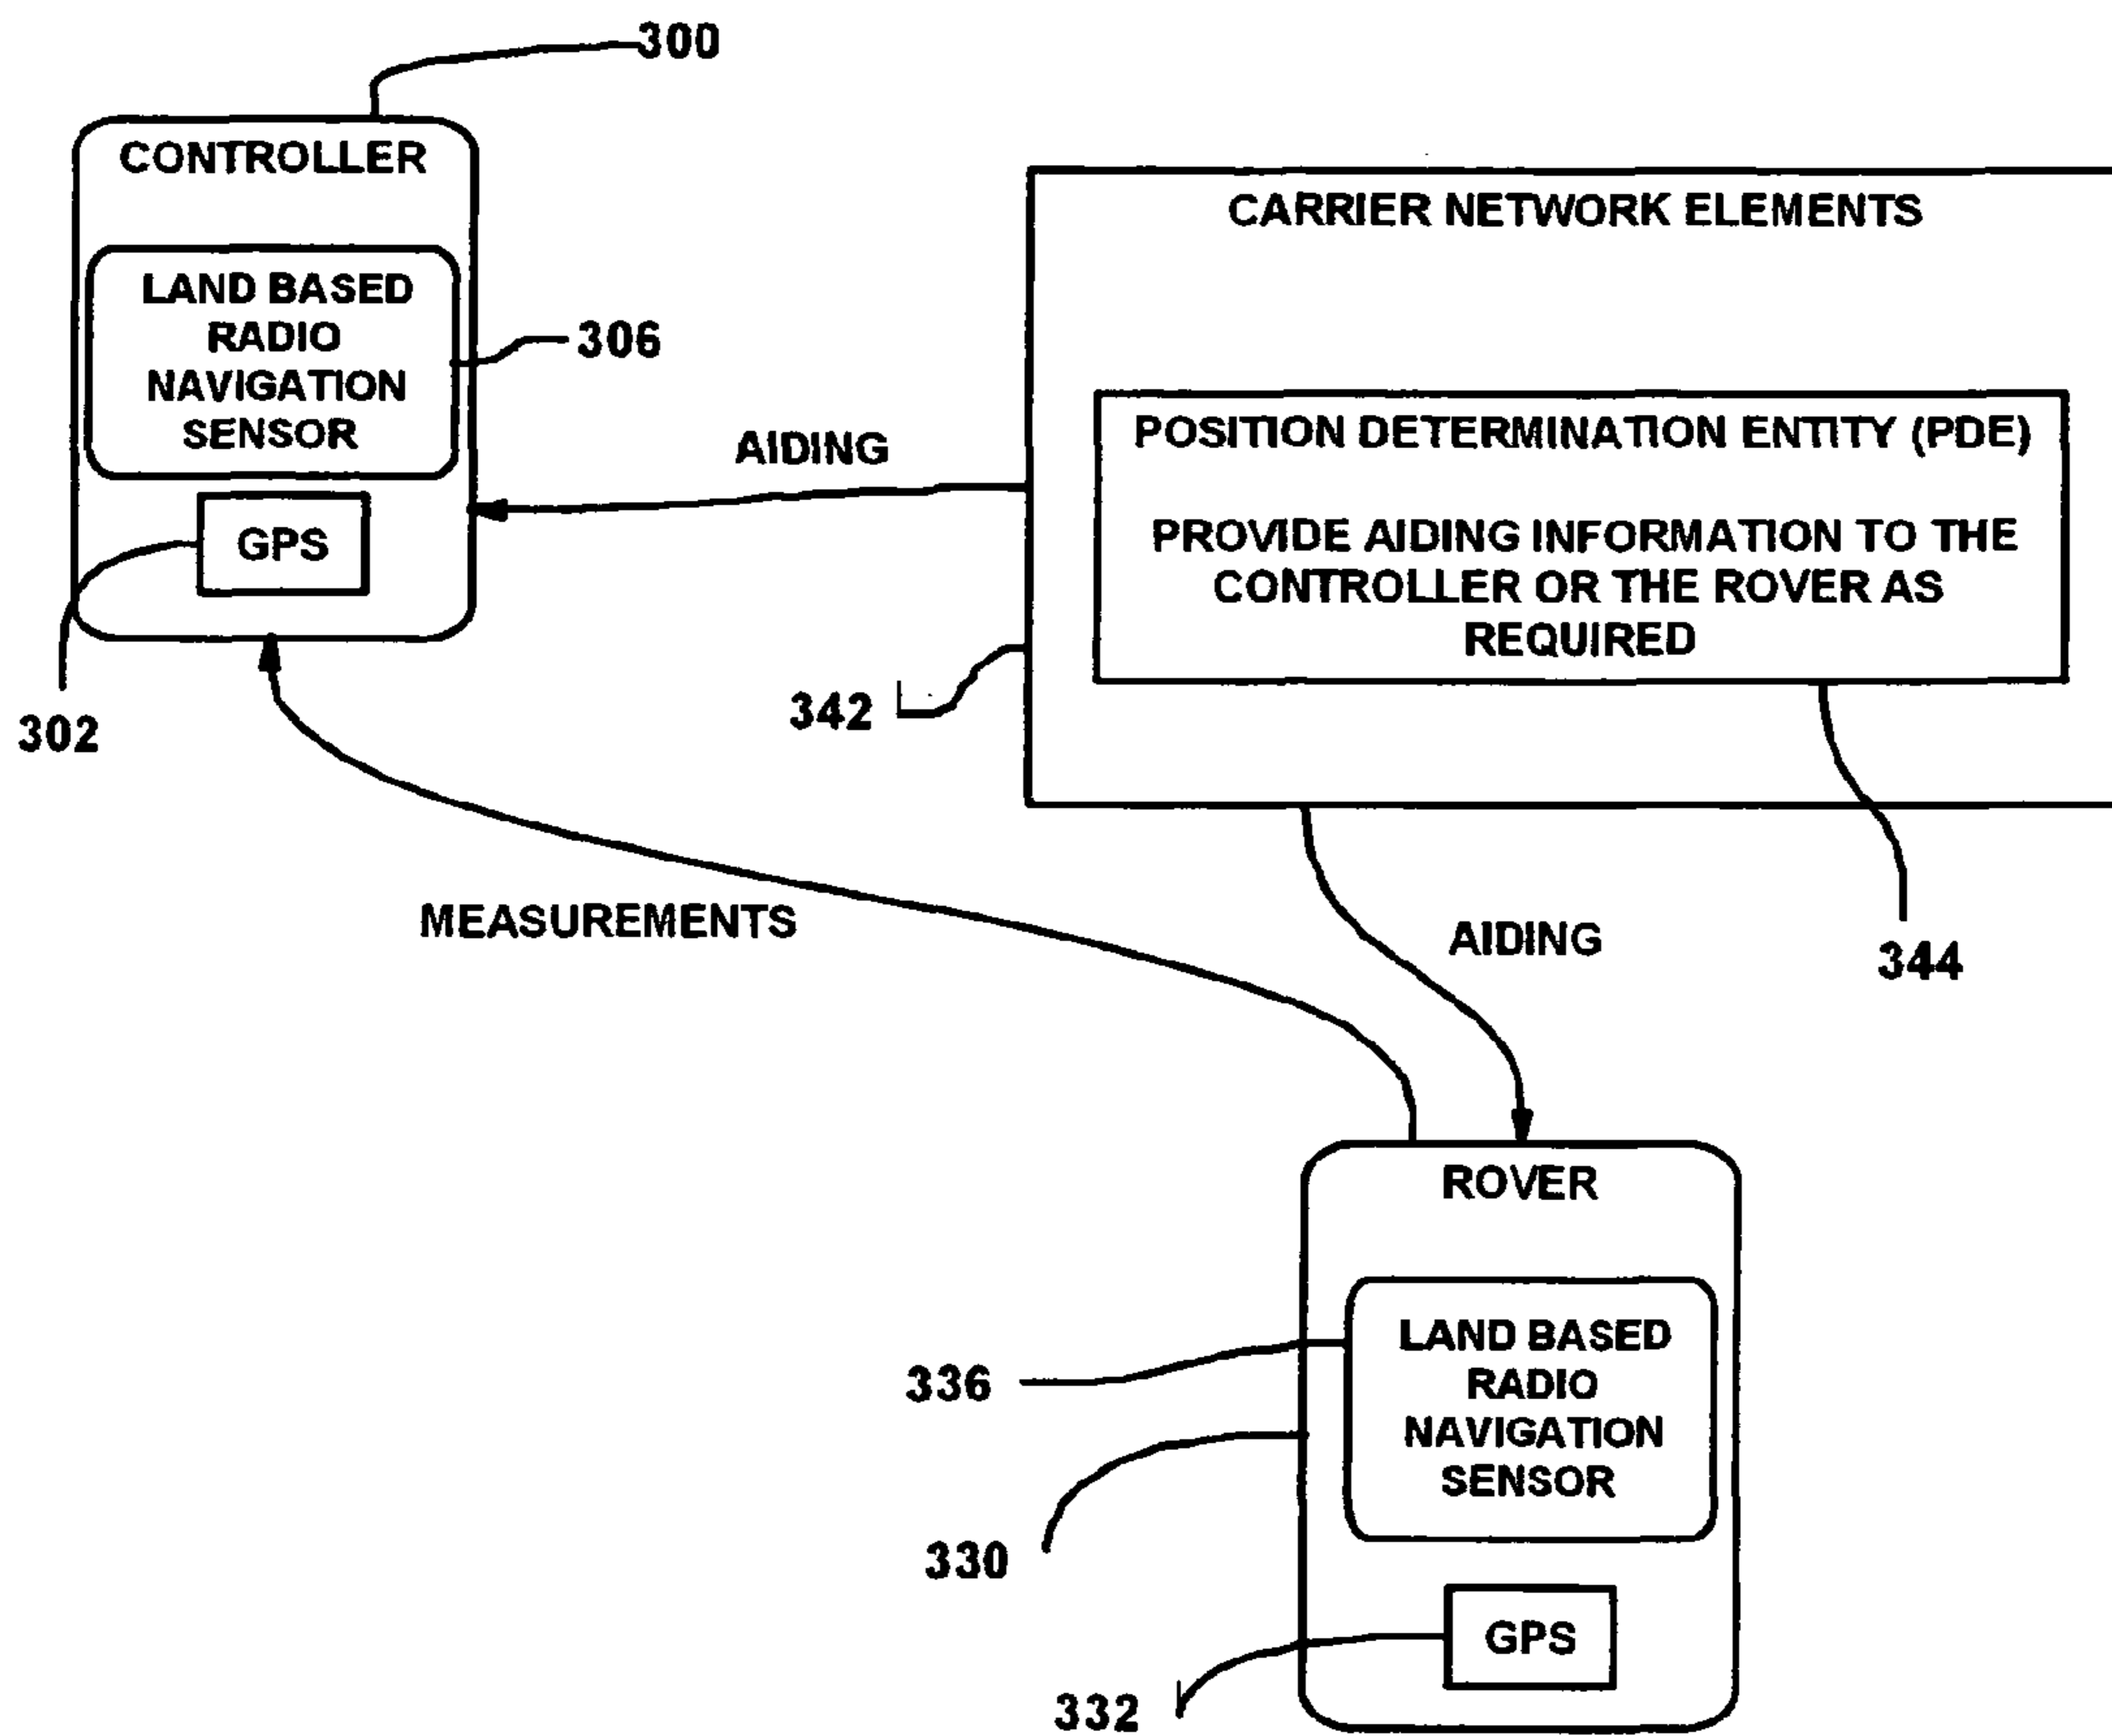 300
CONTROLLER
LAND BASED
RADIO
NAVIGATION
SENSOR
306
GPS
302
CARRIER NETWORK ELEMENTS
POSITION DETERMINATION ENTITY (PDE)
PROVIDE AIDING INFORMATION TO THE
CONTROLLER OR THE ROVER AS
REQUIRED
AIDING
342
344
MEASUREMENTS
AIDING
ROVER
LAND BASED
RADIO
NAVIGATION
SENSOR
336
330
GPS
332